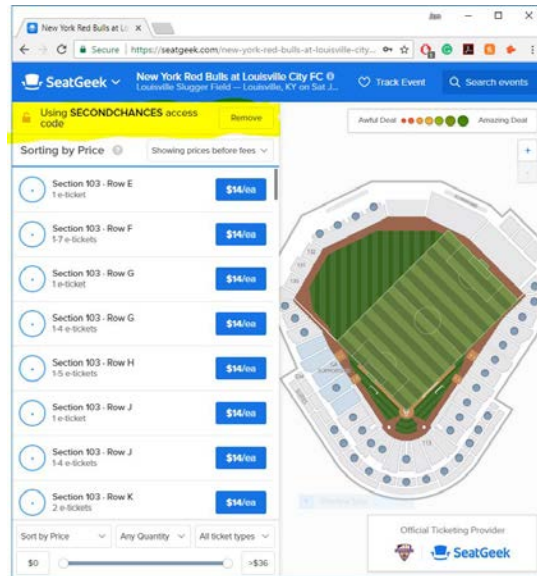 New York Red Bulls at Lo
Secure
https://seatgeek.com/new-york-red-bulls-at-louisville-city...
SeatGeek
New York Red Bulls at Louisville City FC
Louisville Slugger Field — Louisville, KY on Sat J...
Track Event
Search events
Using SECONDCHANCES access
code
Remove
Awful Deal
Amazing Deal
Sorting by Price
Showing prices before fees
Section 103 - Row E
1 e-ticket
$14/ea
Section 103 - Row F
1-7 e-tickets
$14/ea
Section 103 - Row G
1 e-ticket
$14/ea
Section 103 - Row G
1-4 e-tickets
$14/ea
Section 103 - Row H
1-5 e-tickets
$14/ea
Section 103 - Row J
1 e-ticket
$14/ea
Section 103 - Row J
1-4 e-tickets
$14/ea
Section 103 - Row K
2 e-tickets
$14/ea
Sort by Price
Any Quantity
All ticket types
$0
>$36
Official Ticketing Provider
SeatGeek